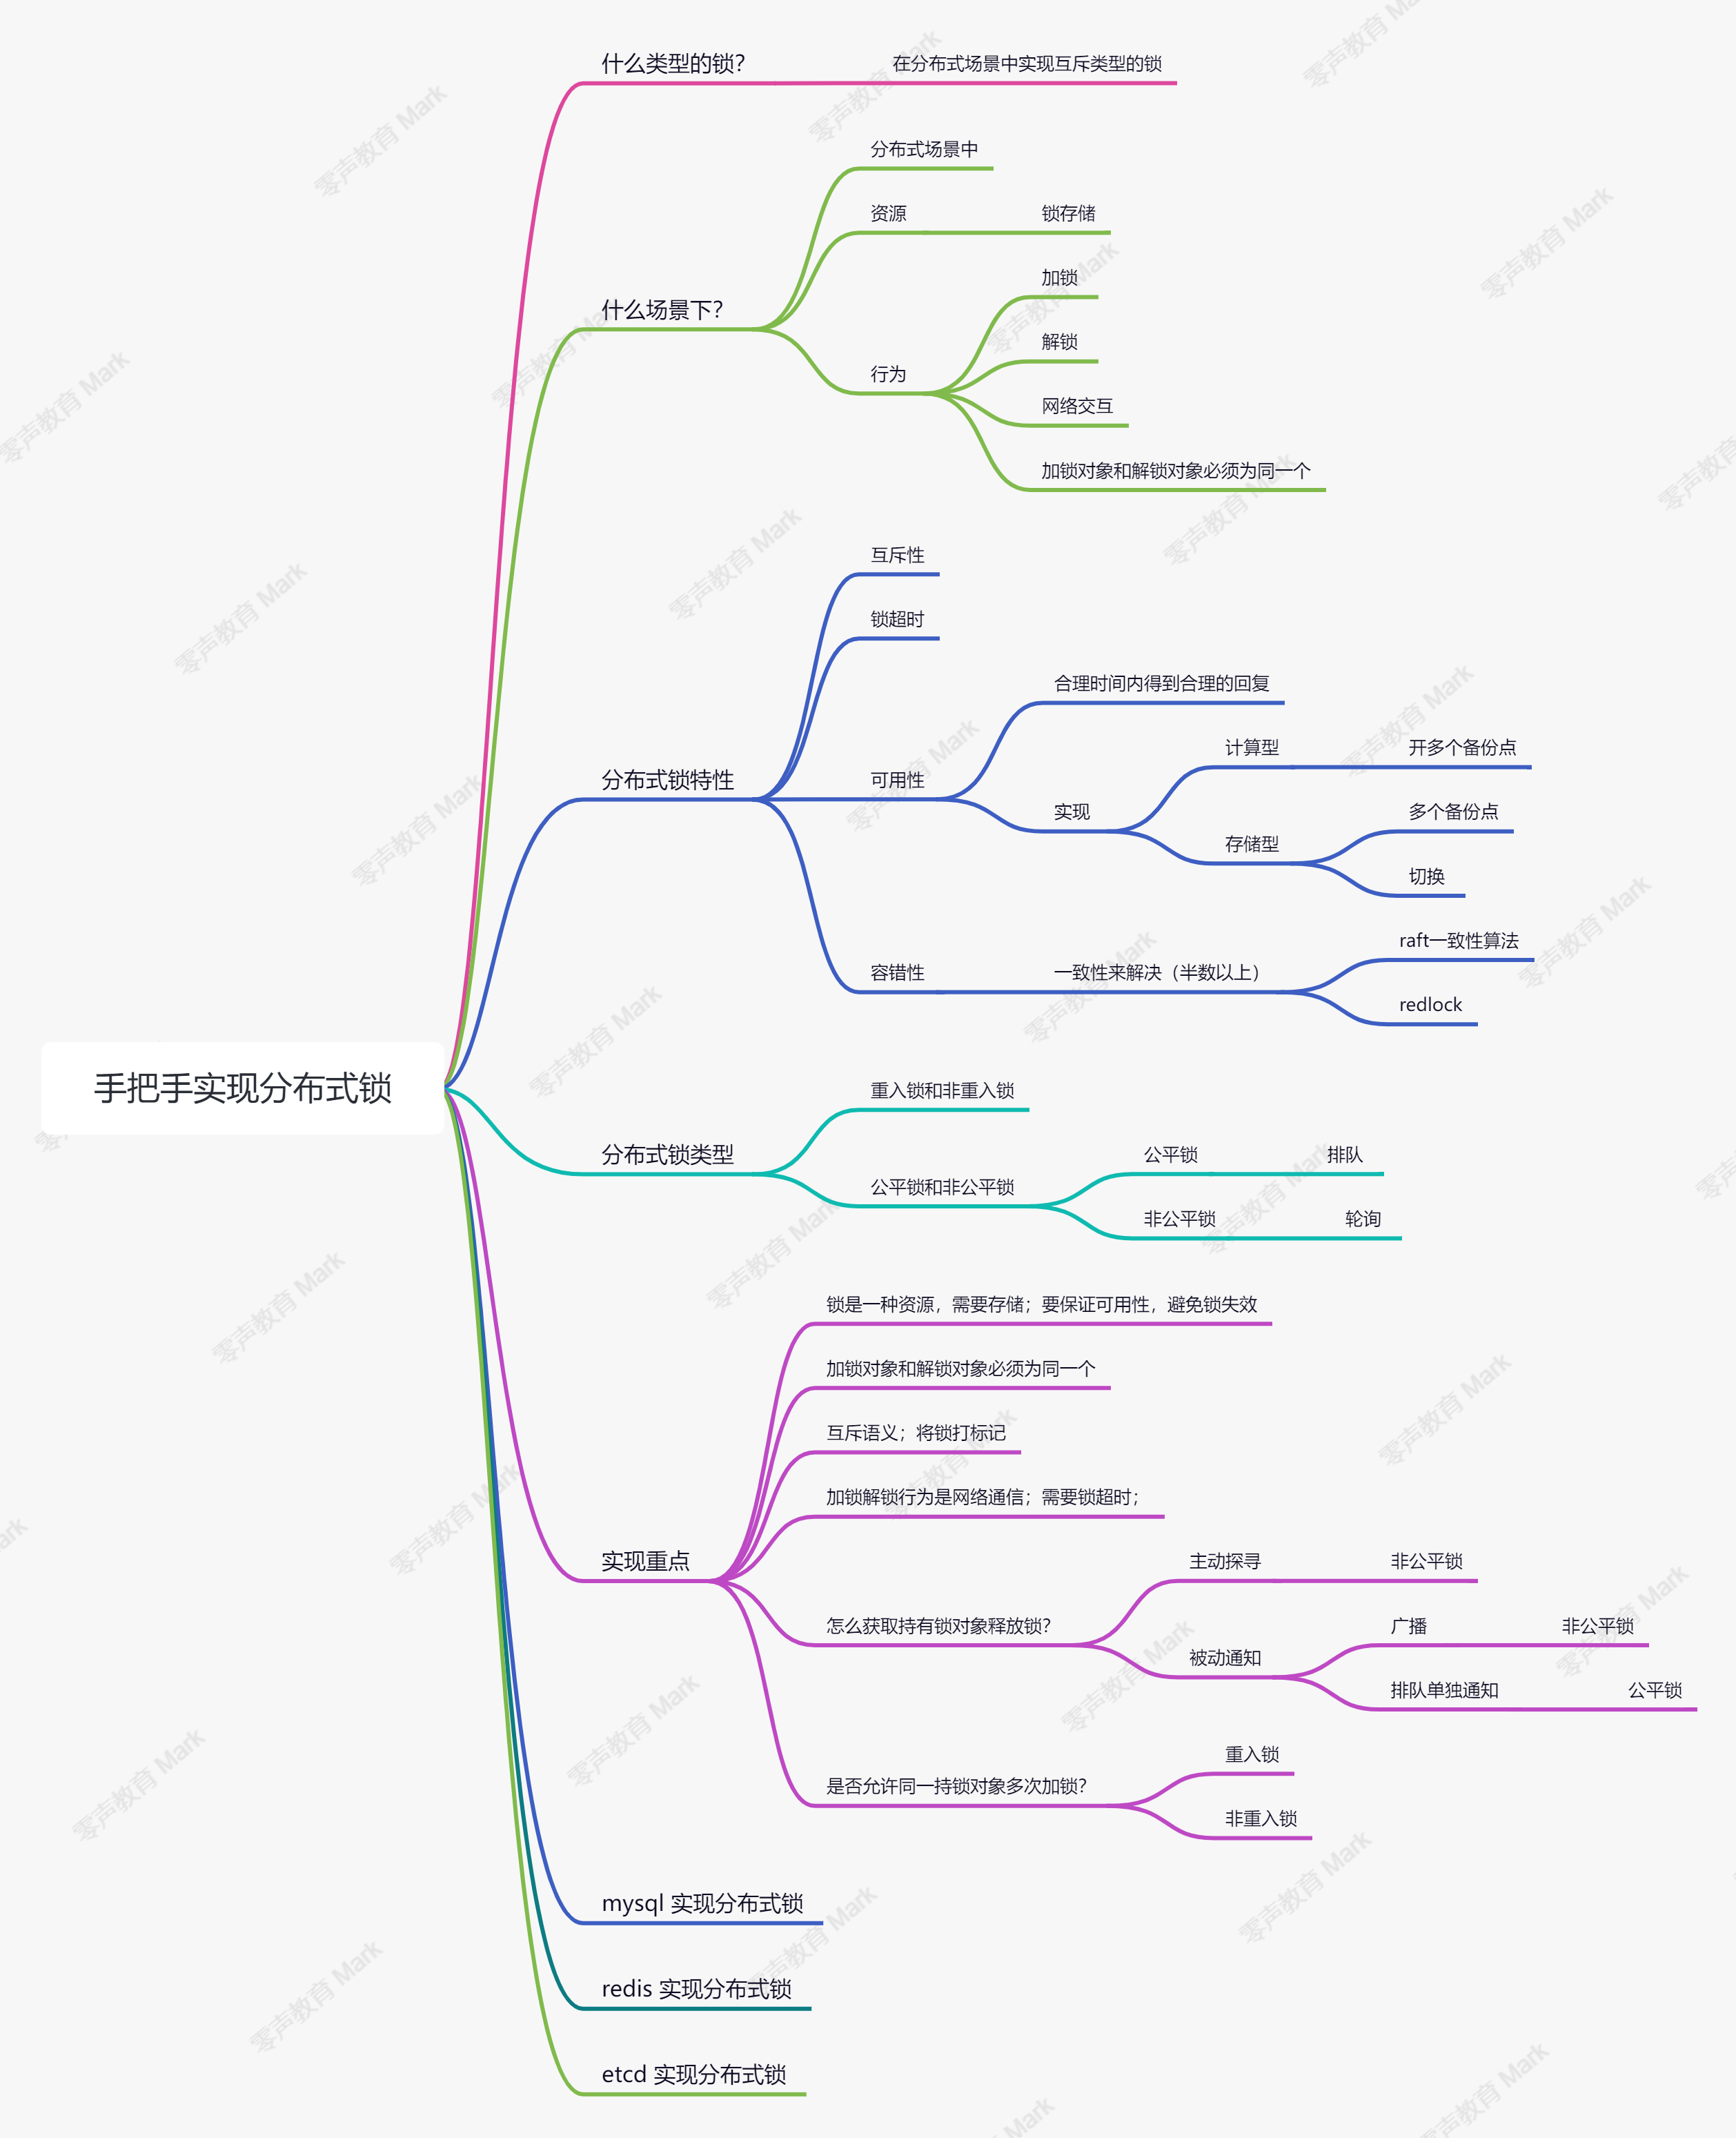 什么类型的锁？
在分布式场景中实现互斥类型的锁
分布式场景中
资源
锁存储
什么场景下？
加锁
解锁
行为
网络交互
加锁对象和解锁对象必须为同一个
互斥性
锁超时
合理时间内得到合理的回复
分布式锁特性
可用性
计算型
开多个备份点
实现
多个备份点
存储型
切换
raft一致性算法
容错性
一致性来解决（半数以上）
redlock
手把手实现分布式锁
重入锁和非重入锁
分布式锁类型
公平锁
排队
公平锁和非公平锁
非公平锁
轮询
锁是一种资源，需要存储；要保证可用性，避免锁失效
加锁对象和解锁对象必须为同一个
互斥语义；将锁打标记
加锁解锁行为是网络通信；需要锁超时；
实现重点
主动探寻
非公平锁
怎么获取持有锁对象释放锁？
广播
非公平锁
被动通知
排队单独通知
公平锁
重入锁
是否允许同一持锁对象多次加锁？
非重入锁
mysql 实现分布式锁
redis 实现分布式锁
etcd 实现分布式锁
零声教育 Mark